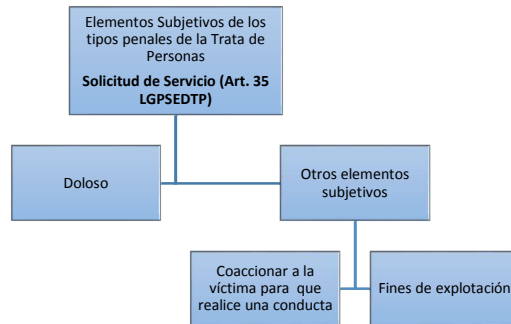 Elementos Subjetivos de los
tipos penales de la Trata de
Personas
Solicitud de Servicio (Art. 35
LGPSEDTP)
Doloso
Otros elementos
subjetivos
Coaccionar a la
víctima para que
realice una conducta
Fines de explotación